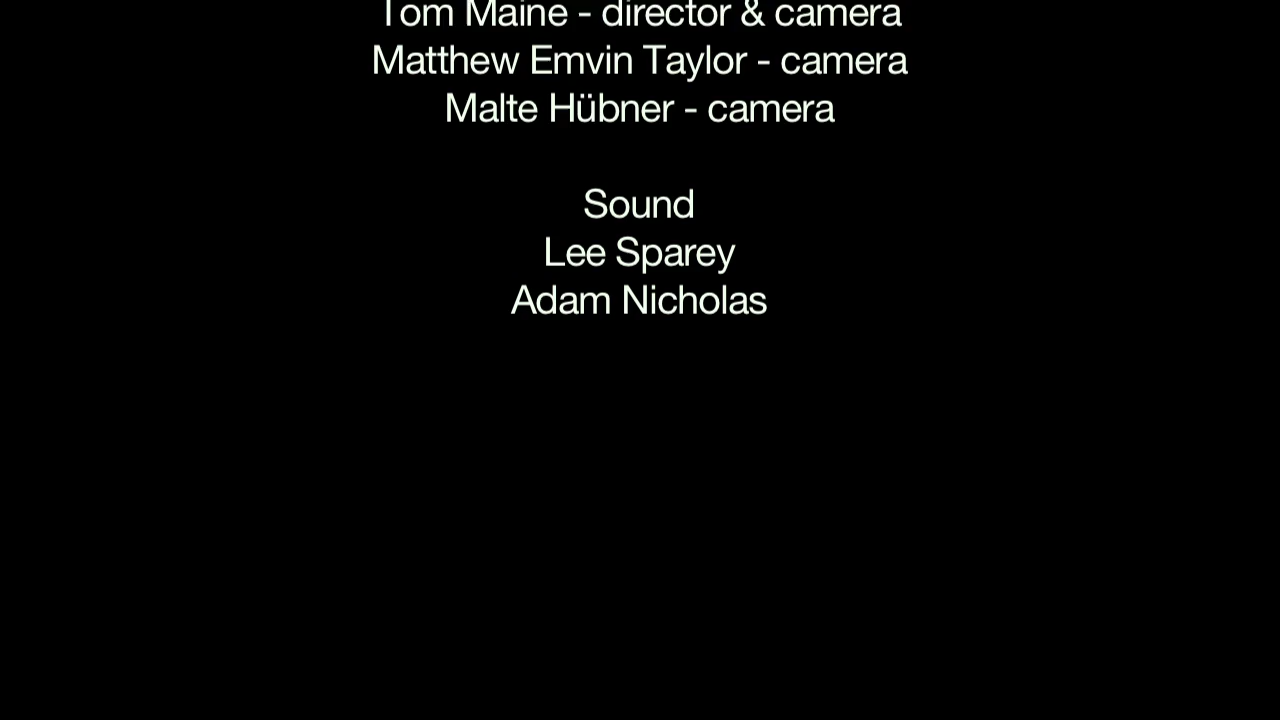 Tom Maine - director & camera
Matthew Emvin Taylor - camera
Malte Hübner - camera
Sound
Lee Sparey
Adam Nicholas